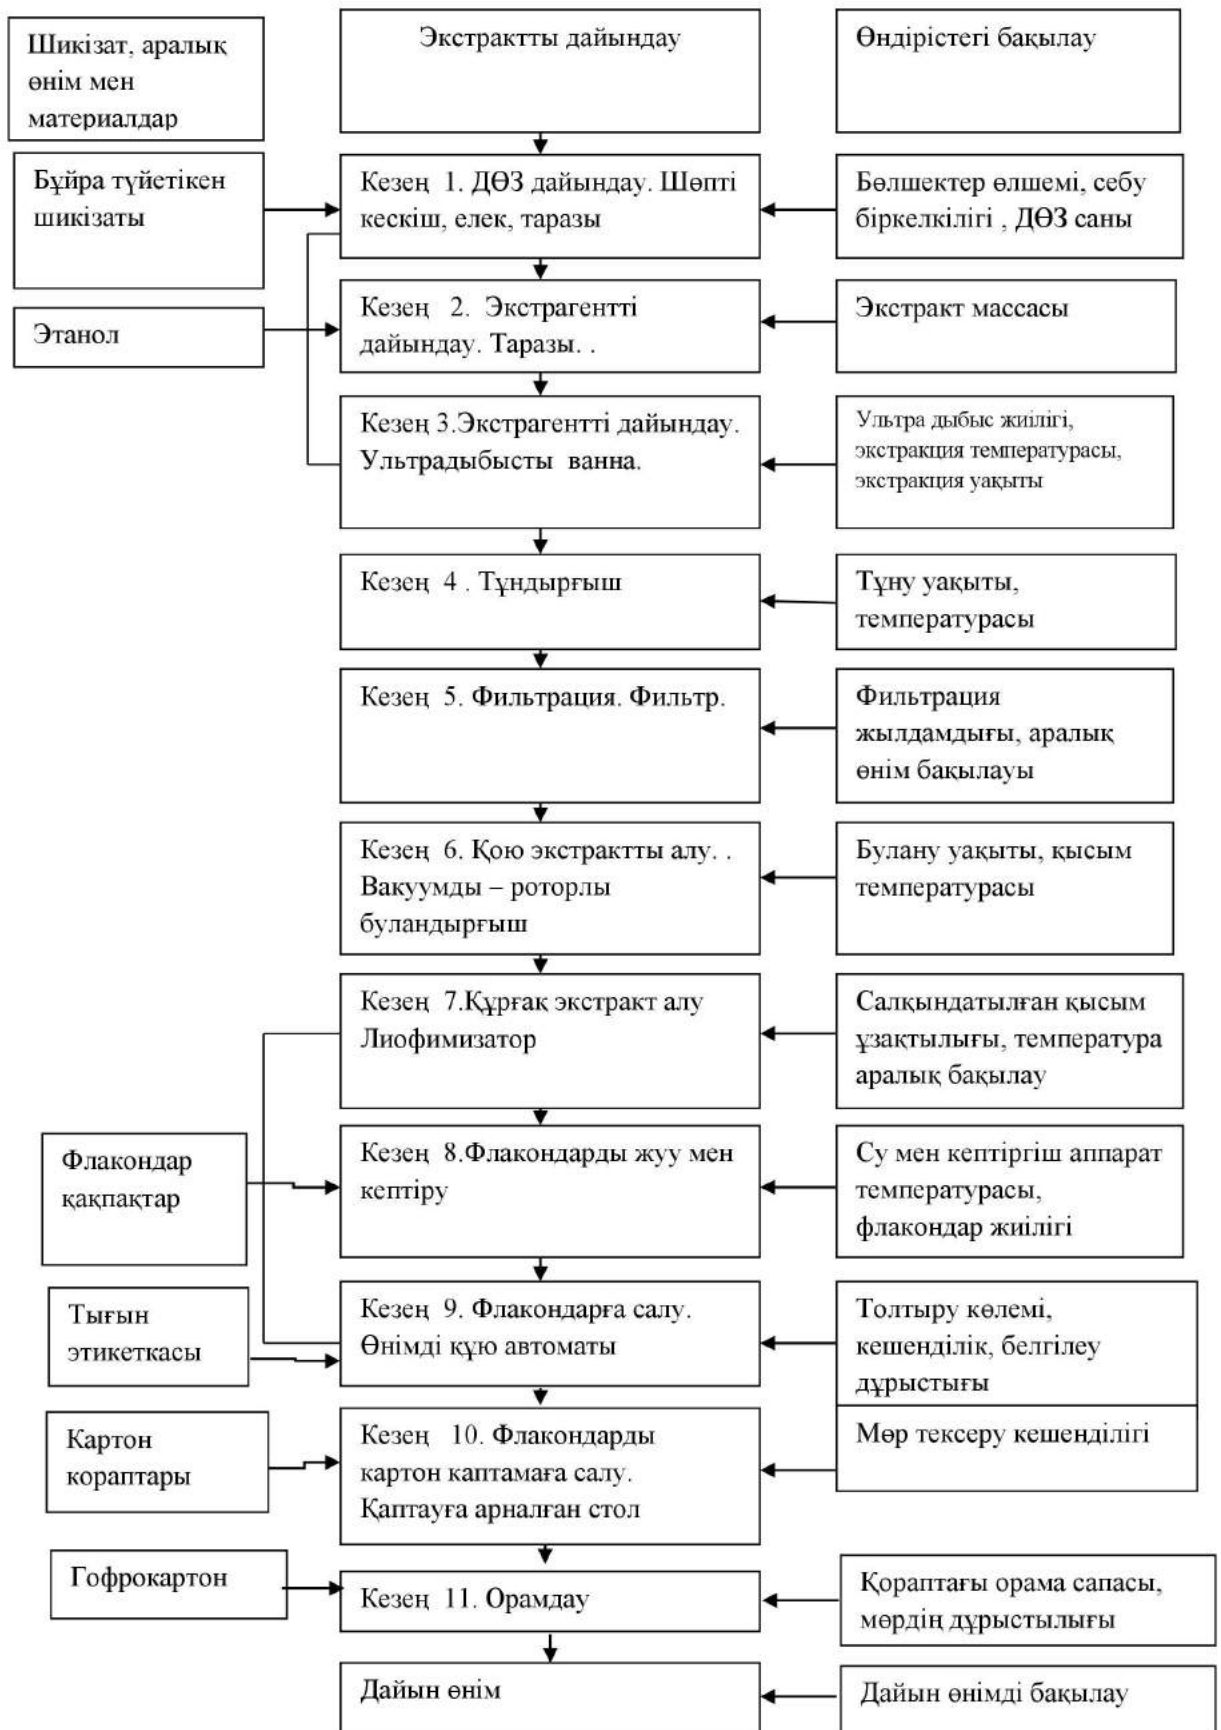 Шикізат, аралық
өнім мен
материалдар
Экстрактты дайындау
Өндірістегі бақылау
Бұйра түйетікен
шикізаты
Кезең 1. ДӨЗ дайындау. Шөпті
кескіш, елек, таразы
Бөлшектер өлшемі, себу
біркелкілігі , ДӨЗ саны
Этанол
Кезең 2. Экстрагентті
дайындау. Таразы. .
Экстракт массасы
Кезең 3.Экстрагентті дайындау.
Ультрадыбысты ванна.
Ультра дыбыс жиілігі,
экстракция температурасы,
экстракция уақыты
Кезең 4 . Тұндырғыш
Тұну уақыты,
температурасы
Кезең 5. Фильтрация. Фильтр.
Фильтрация
жылдамдығы, аралық
өнім бақылауы
Кезең 6. Қою экстрактты алу. .
Вакуумды – роторлы
буландырғыш
Булану уақыты, қысым
температурасы
Кезең 7.Құрғақ экстракт алу
Лиофимизатор
Салқындатылған қысым
ұзақтылығы, температура
аралық бақылау
Флакондар
қақпақтар
Кезең 8.Флакондарды жуу мен
кептіру
Су мен кептіргіш аппарат
температурасы,
флакондар жиілігі
Тығын
этикеткасы
Кезең 9. Флакондарға салу.
Өнімді құю автоматы
Толтыру көлемі,
кешенділік, белгілеу
дұрыстығы
Картон
кораптары
Кезең 10. Флакондарды
картон каптамаға салу.
Қаптауға арналған стол
Мөр тексеру кешенділігі
Гофрокартон
Кезең 11. Орамдау
Қораптағы орама сапасы,
мөрдің дұрыстылығы
Дайын өнім
Дайын өнімді бақылау